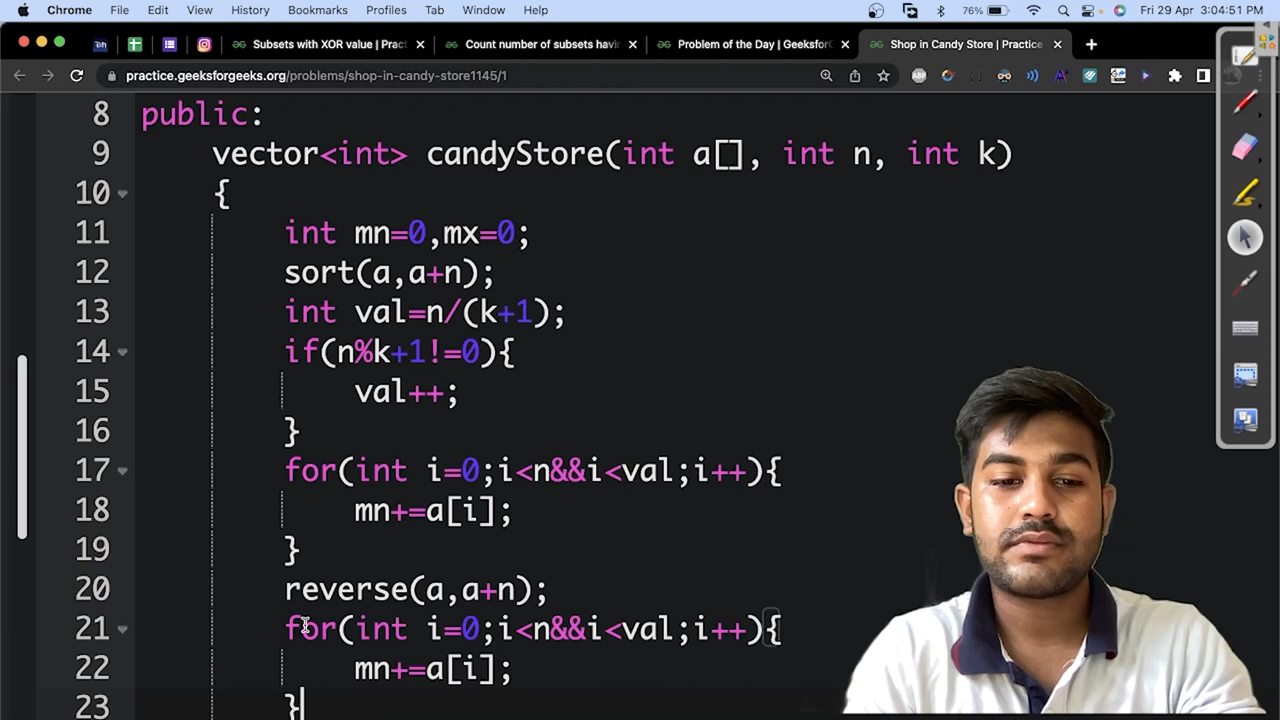 Chrome File Edit View History Bookmarks Profiles Tab Window Help 76% Fri 29 Apr 3:04:51 PM
Subsets with XOR value | Pract Count number of subsets havi Problem of the Day | GeeksforG Shop in Candy Store | Practice
practice.geeksforgeeks.org/problems/shop-in-candy-store1145/1
8 public:
9 vector<int> candyStore(int a[], int n, int k)
10 {
11 int mn=0,mx=0;
12 sort(a,a+n);
13 int val=n/(k+1);
14 if(n%k+1!=0){
15 val++;
16 }
17 for(int i=0;i<n&&i<val;i++){
18 mn+=a[i];
19 }
20 reverse(a,a+n);
21 for(int i=0;i<n&&i<val;i++){
22 mn+=a[i];
23 }